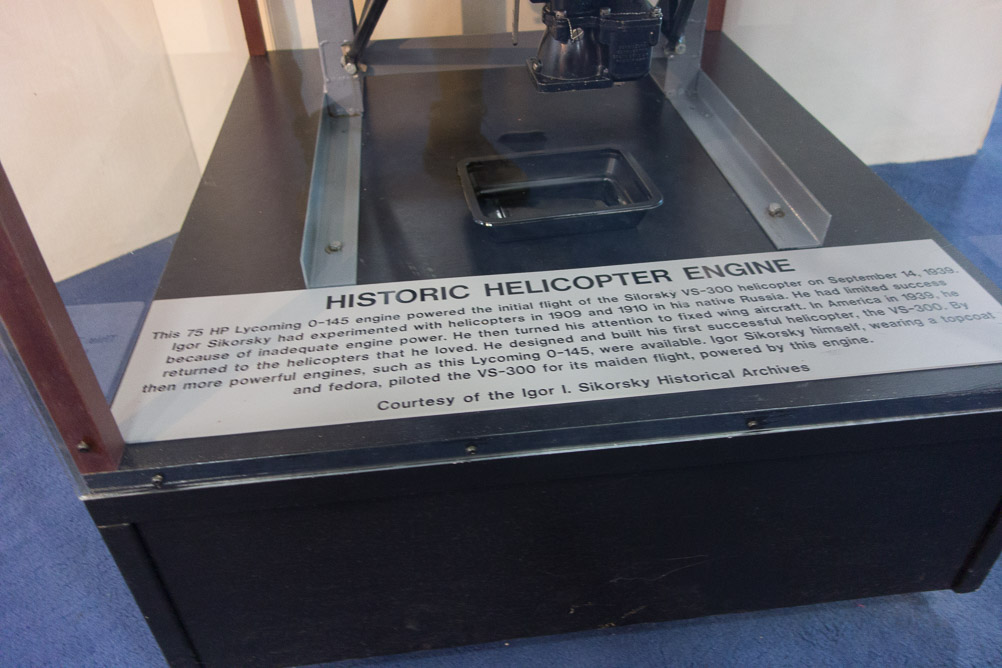 HISTORIC HELICOPTER ENGINE
This 75 HP Lycoming O-145 engine powered the initial flight of the Silorsky VS-300 helicopter on September 14, 1939.
Igor Sikorsky had experimented with helicopters in 1909 and 1910 in his native Russia. He had limited success
because of inadequate engine power. He then turned his attention to fixed wing aircraft. In America in 1939, he
returned to the helicopters that he loved. He designed and built his first successful helicopter, the VS-300. By
then more powerful engines, such as this Lycoming O-145, were available. Igor Sikorsky himself, wearing a topcoat
and fedora, piloted the VS-300 for its maiden flight, powered by this engine.
Courtesy of the Igor I. Sikorsky Historical Archives